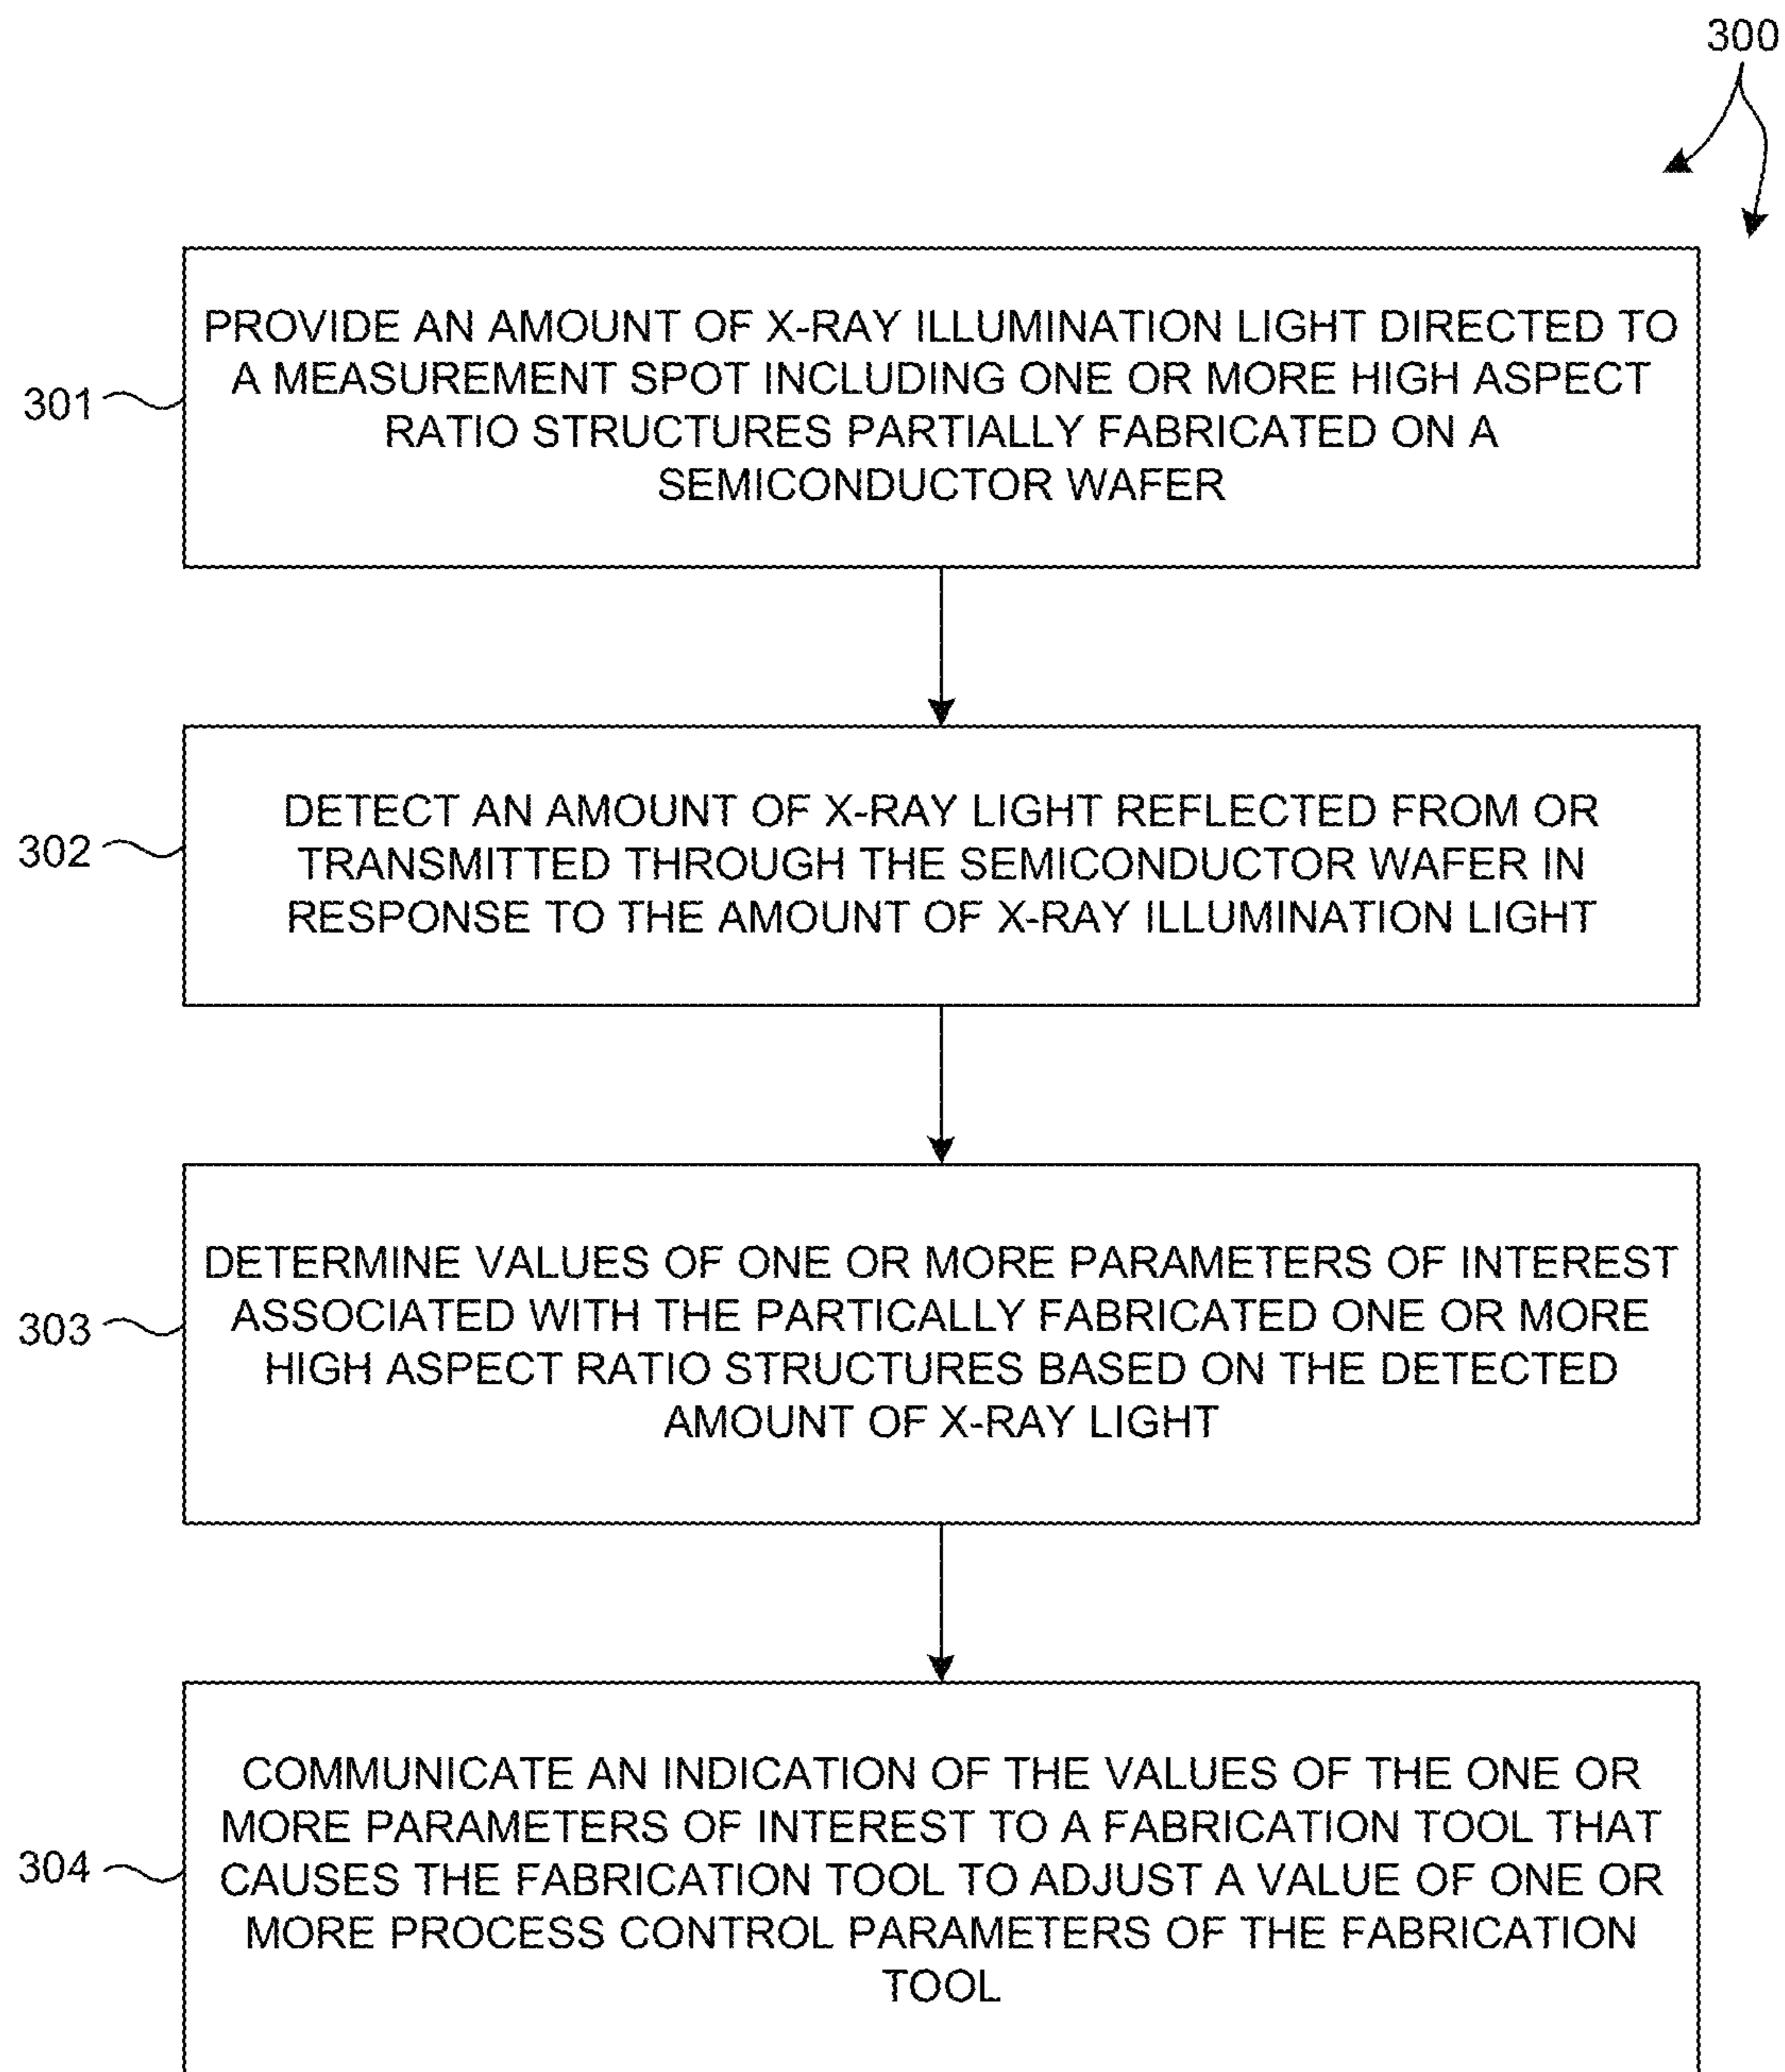 300
PROVIDE AN AMOUNT OF X-RAY ILLUMINATION LIGHT DIRECTED TO
A MEASUREMENT SPOT INCLUDING ONE OR MORE HIGH ASPECT
RATIO STRUCTURES PARTIALLY FABRICATED ON A
SEMICONDUCTOR WAFER
301
DETECT AN AMOUNT OF X-RAY LIGHT REFLECTED FROM OR
TRANSMITTED THROUGH THE SEMICONDUCTOR WAFER IN
RESPONSE TO THE AMOUNT OF X-RAY ILLUMINATION LIGHT
302
DETERMINE VALUES OF ONE OR MORE PARAMETERS OF INTEREST
ASSOCIATED WITH THE PARTICALLY FABRICATED ONE OR MORE
HIGH ASPECT RATIO STRUCTURES BASED ON THE DETECTED
AMOUNT OF X-RAY LIGHT
303
COMMUNICATE AN INDICATION OF THE VALUES OF THE ONE OR
MORE PARAMETERS OF INTEREST TO A FABRICATION TOOL THAT
CAUSES THE FABRICATION TOOL TO ADJUST A VALUE OF ONE OR
MORE PROCESS CONTROL PARAMETERS OF THE FABRICATION
TOOL
304